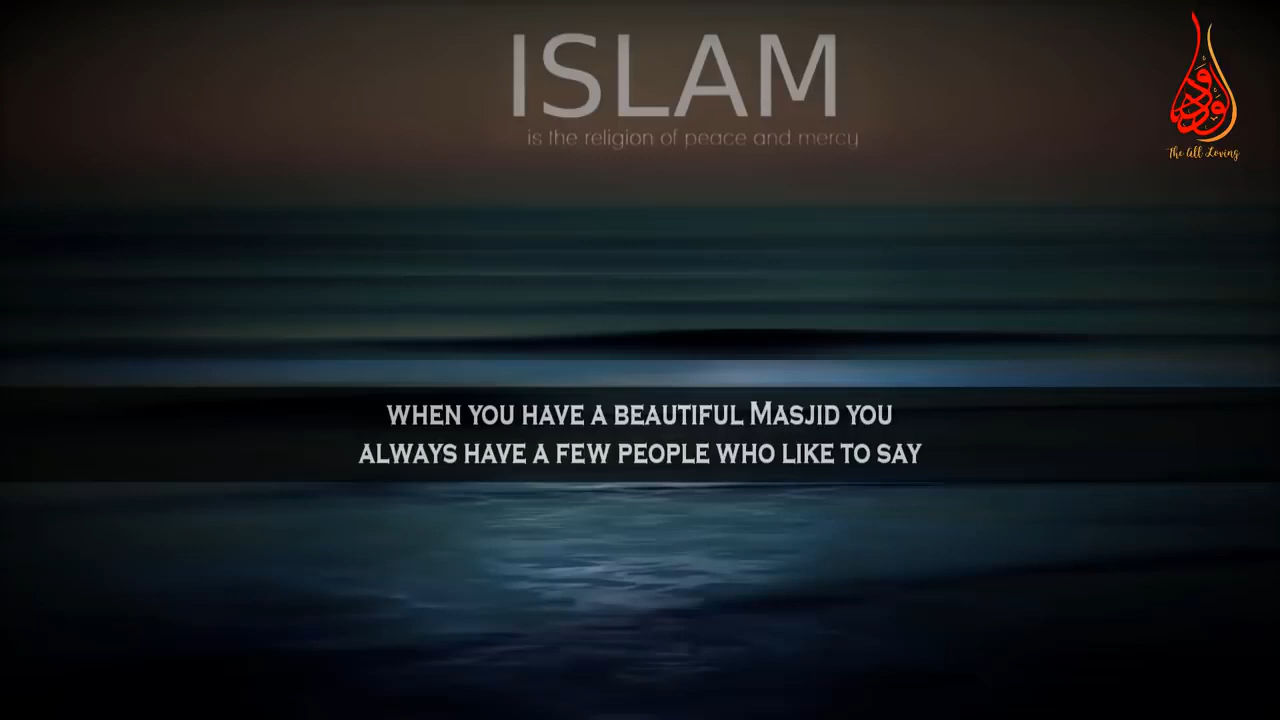 ISLAM
is the religion of peace and mercy
الودود
The All Loving
WHEN YOU HAVE A BEAUTIFUL MASJID YOU
ALWAYS HAVE A FEW PEOPLE WHO LIKE TO SAY